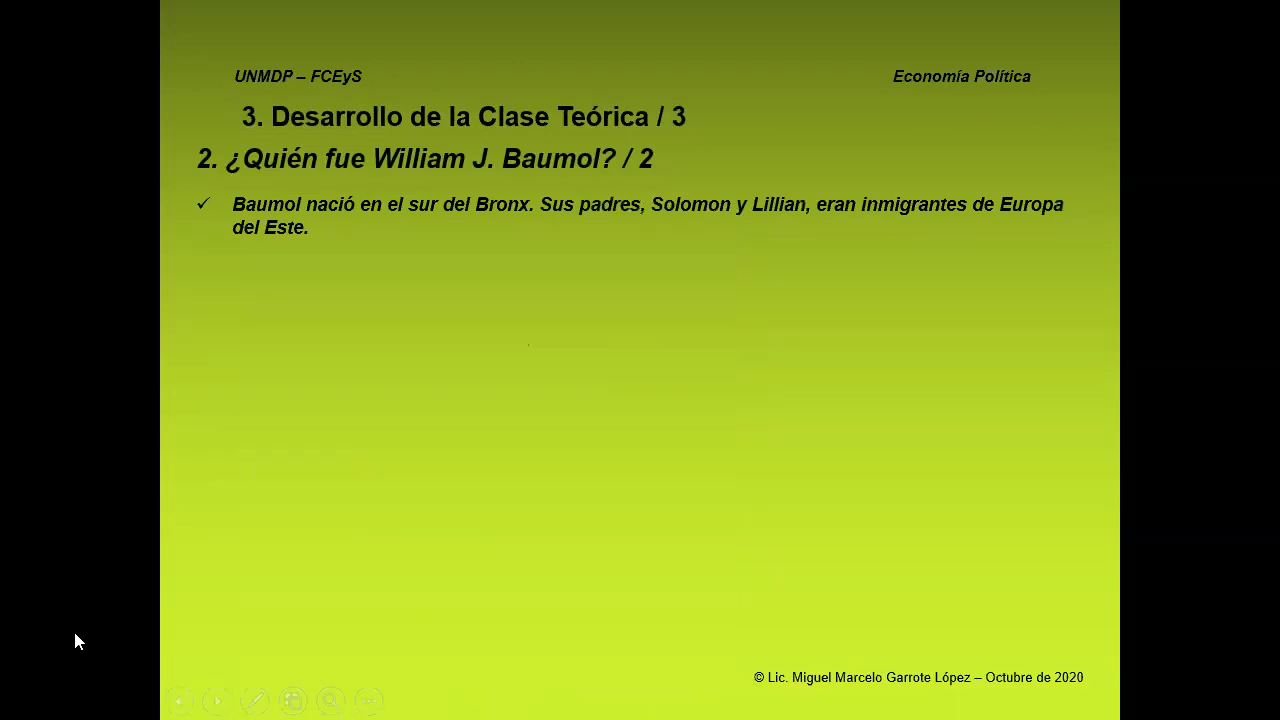 UNMDP – FCEyS
Economía Política
3. Desarrollo de la Clase Teórica / 3
2. ¿Quién fue William J. Baumol? / 2
✓ Baumol nació en el sur del Bronx. Sus padres, Solomon y Lillian, eran inmigrantes de Europa
del Este.
© Lic. Miguel Marcelo Garrote López – Octubre de 2020